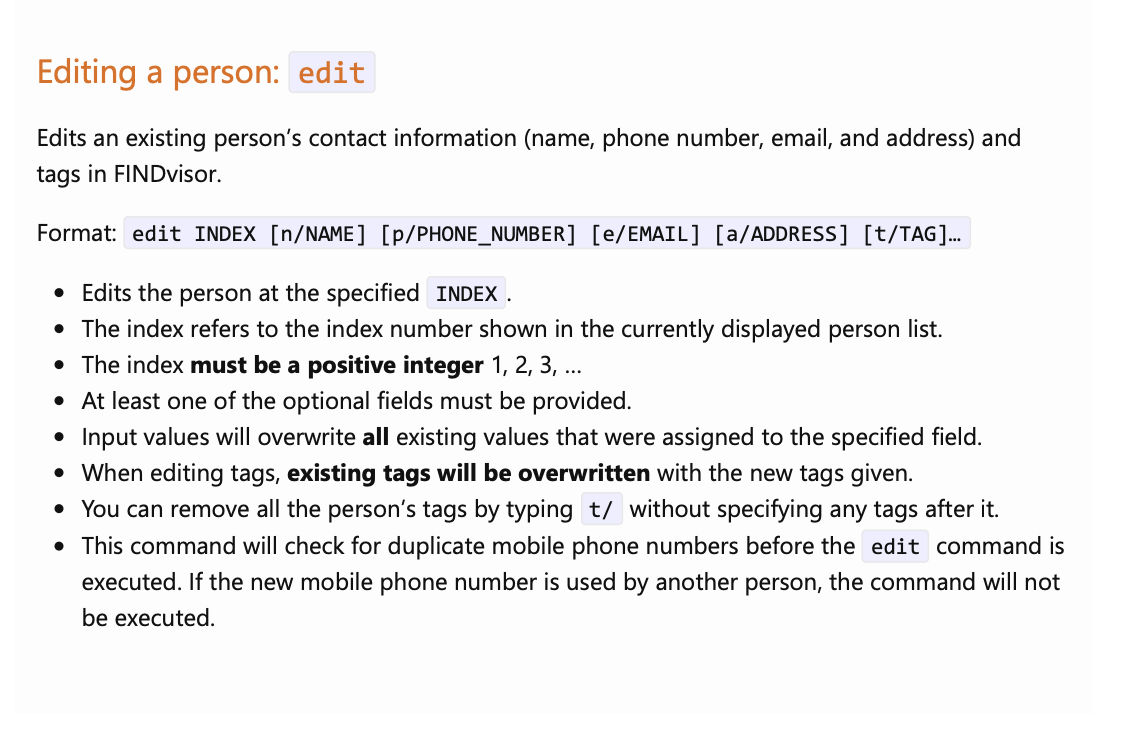 Editing a person: edit
Edits an existing person’s contact information (name, phone number, email, and address) and
tags in FINDvisor.
Format: edit INDEX [n/NAME] [p/PHONE_NUMBER] [e/EMAIL] [a/ADDRESS] [t/TAG]…
• Edits the person at the specified INDEX.
• The index refers to the index number shown in the currently displayed person list.
• The index must be a positive integer 1, 2, 3, …
• At least one of the optional fields must be provided.
• Input values will overwrite all existing values that were assigned to the specified field.
• When editing tags, existing tags will be overwritten with the new tags given.
• You can remove all the person’s tags by typing t/ without specifying any tags after it.
• This command will check for duplicate mobile phone numbers before the edit command is
executed. If the new mobile phone number is used by another person, the command will not
be executed.